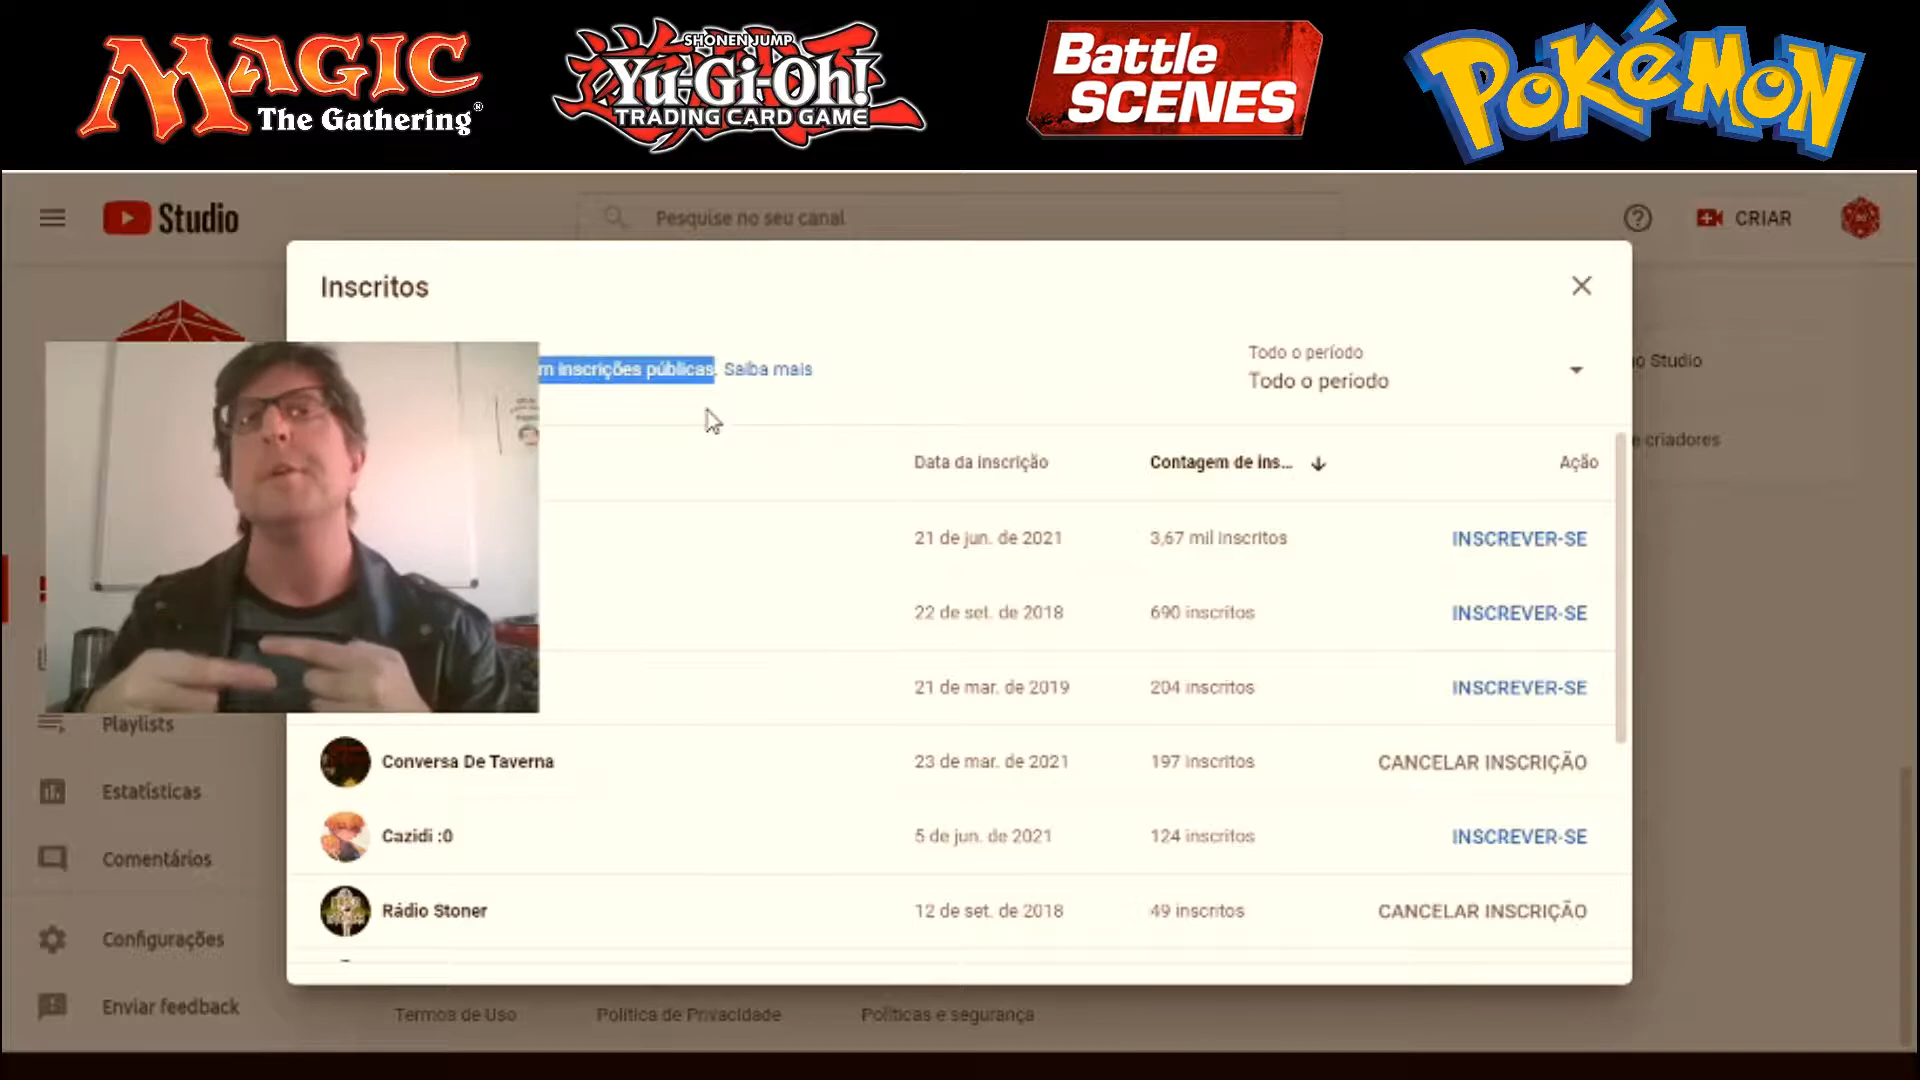 MAGIC
The Gathering®
SHONEN JUMP
Yu-Gi-Oh!
TRADING CARD GAME
Battle
SCENES
POKÉMON
Studio
Pesquise no seu canal
CRIAR
Inscritos
m inscrições públicas. Saiba mais
Todo o período
Todo o período
o Studio
e criadores
Data da inscrição
Contagem de ins...
Ação
21 de jun. de 2021 3,67 mil inscritos INSCREVER-SE
22 de set. de 2018 690 inscritos INSCREVER-SE
21 de mar. de 2019 204 inscritos INSCREVER-SE
Conversa De Taverna 23 de mar. de 2021 197 inscritos CANCELAR INSCRIÇÃO
Cazidi :0 5 de jun. de 2021 124 inscritos INSCREVER-SE
Rádio Stoner 12 de set. de 2018 49 inscritos CANCELAR INSCRIÇÃO
Playlists
Estatísticas
Comentários
Configurações
Enviar feedback
Termos de Uso Política de Privacidade Políticas e segurança